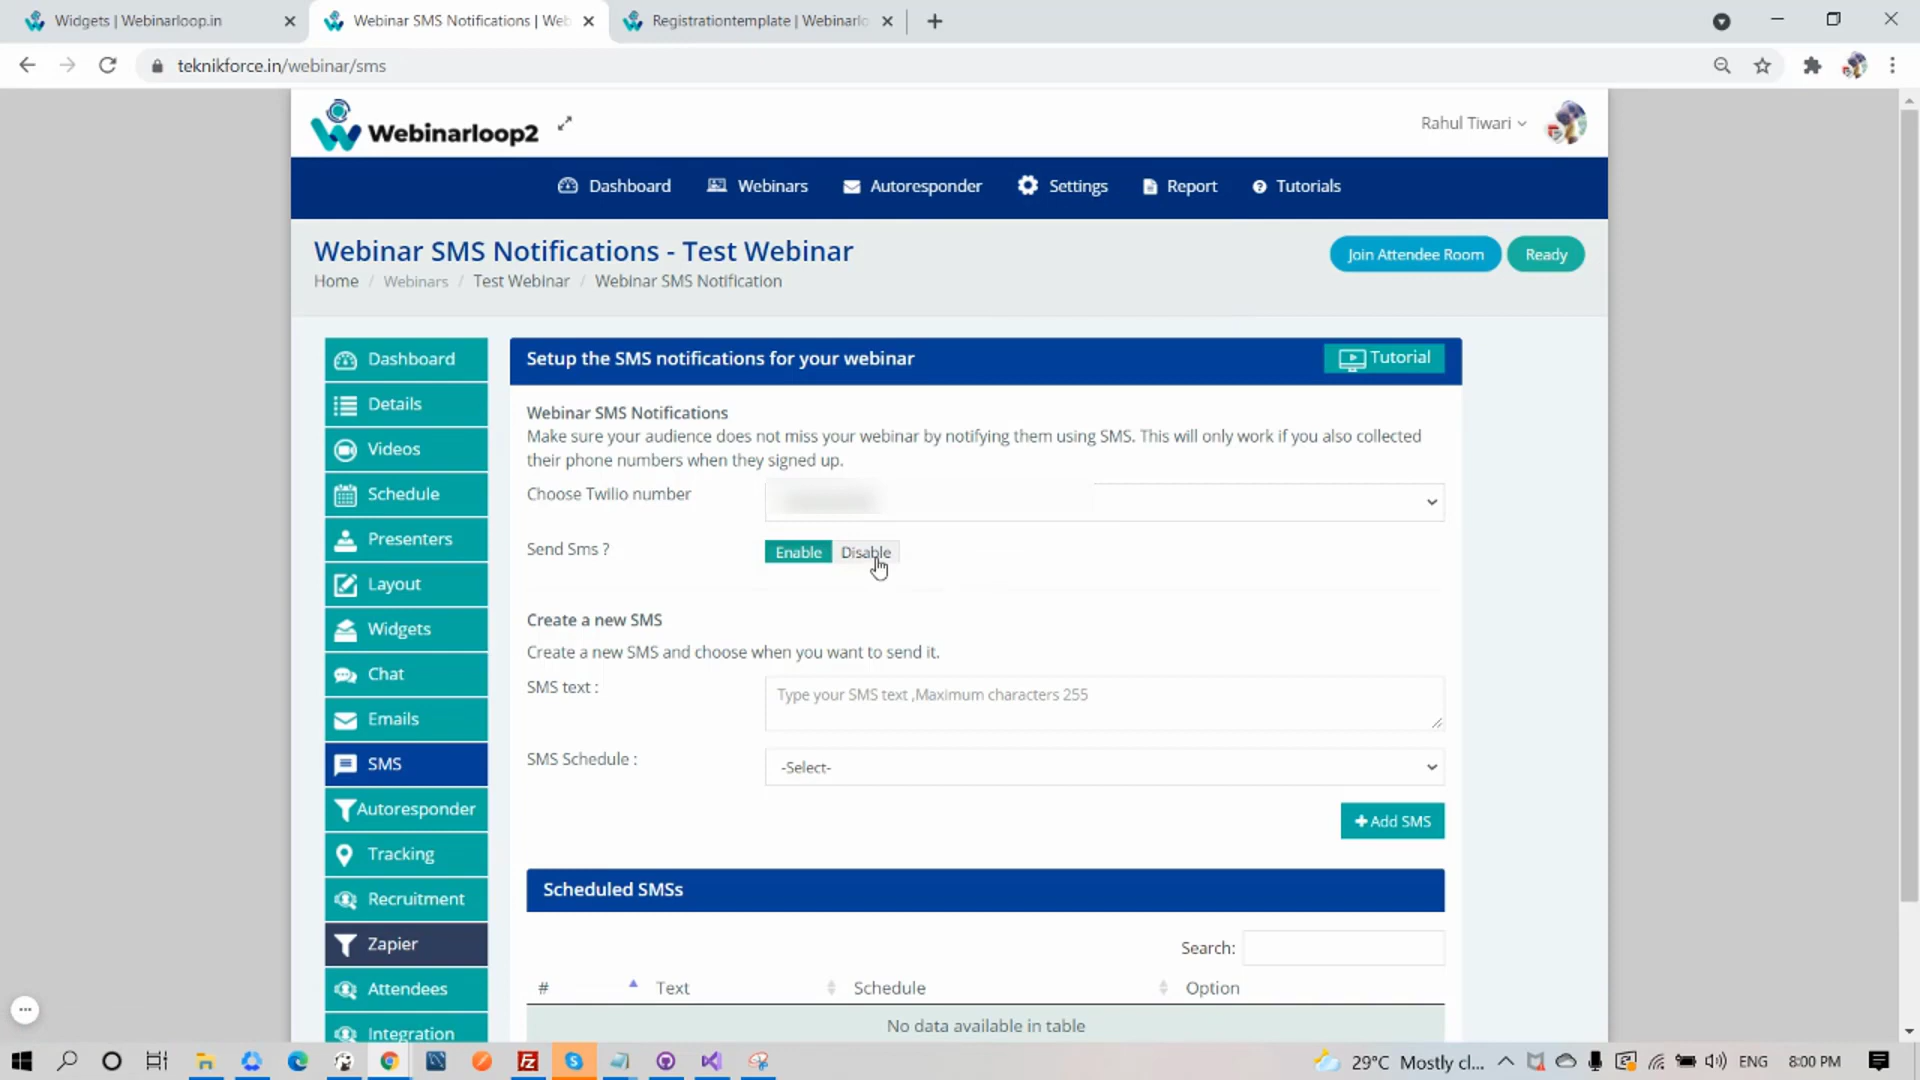 Widgets | Webinarloop.in
Webinar SMS Notifications | Web
Registrationtemplate | Webinarlo
teknikforce.in/webinar/sms
Webinarloop2
Rahul Tiwari
Dashboard
Webinars
Autoresponder
Settings
Report
Tutorials
Webinar SMS Notifications - Test Webinar
Join Attendee Room
Ready
Home / Webinars / Test Webinar / Webinar SMS Notification
Dashboard
Details
Videos
Schedule
Presenters
Layout
Widgets
Chat
Emails
SMS
Autoresponder
Tracking
Recruitment
Zapier
Attendees
Integration
Setup the SMS notifications for your webinar
Tutorial
Webinar SMS Notifications
Make sure your audience does not miss your webinar by notifying them using SMS. This will only work if you also collected
their phone numbers when they signed up.
Choose Twilio number
Send Sms ?
Enable
Disable
Create a new SMS
Create a new SMS and choose when you want to send it.
SMS text :
Type your SMS text ,Maximum characters 255
SMS Schedule :
-Select-
Add SMS
Scheduled SMSs
Search:
# Text Schedule Option
No data available in table
29°C Mostly cl...
ENG
8:00 PM